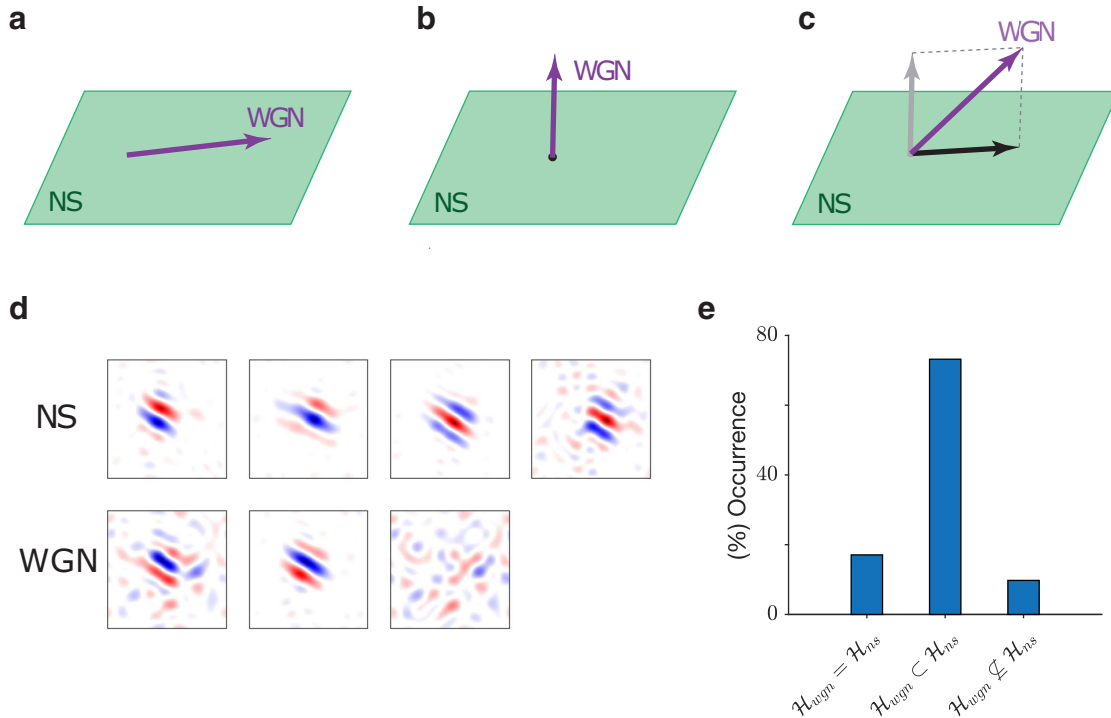 a
b
c
WGN
NS
WGN
NS
WGN
NS
d
NS
WGN
e
(%) Occurrence
80
40
0
ℋwgn = ℋns
ℋwgn ⊂ ℋns
ℋwgn ⊈ ℋns